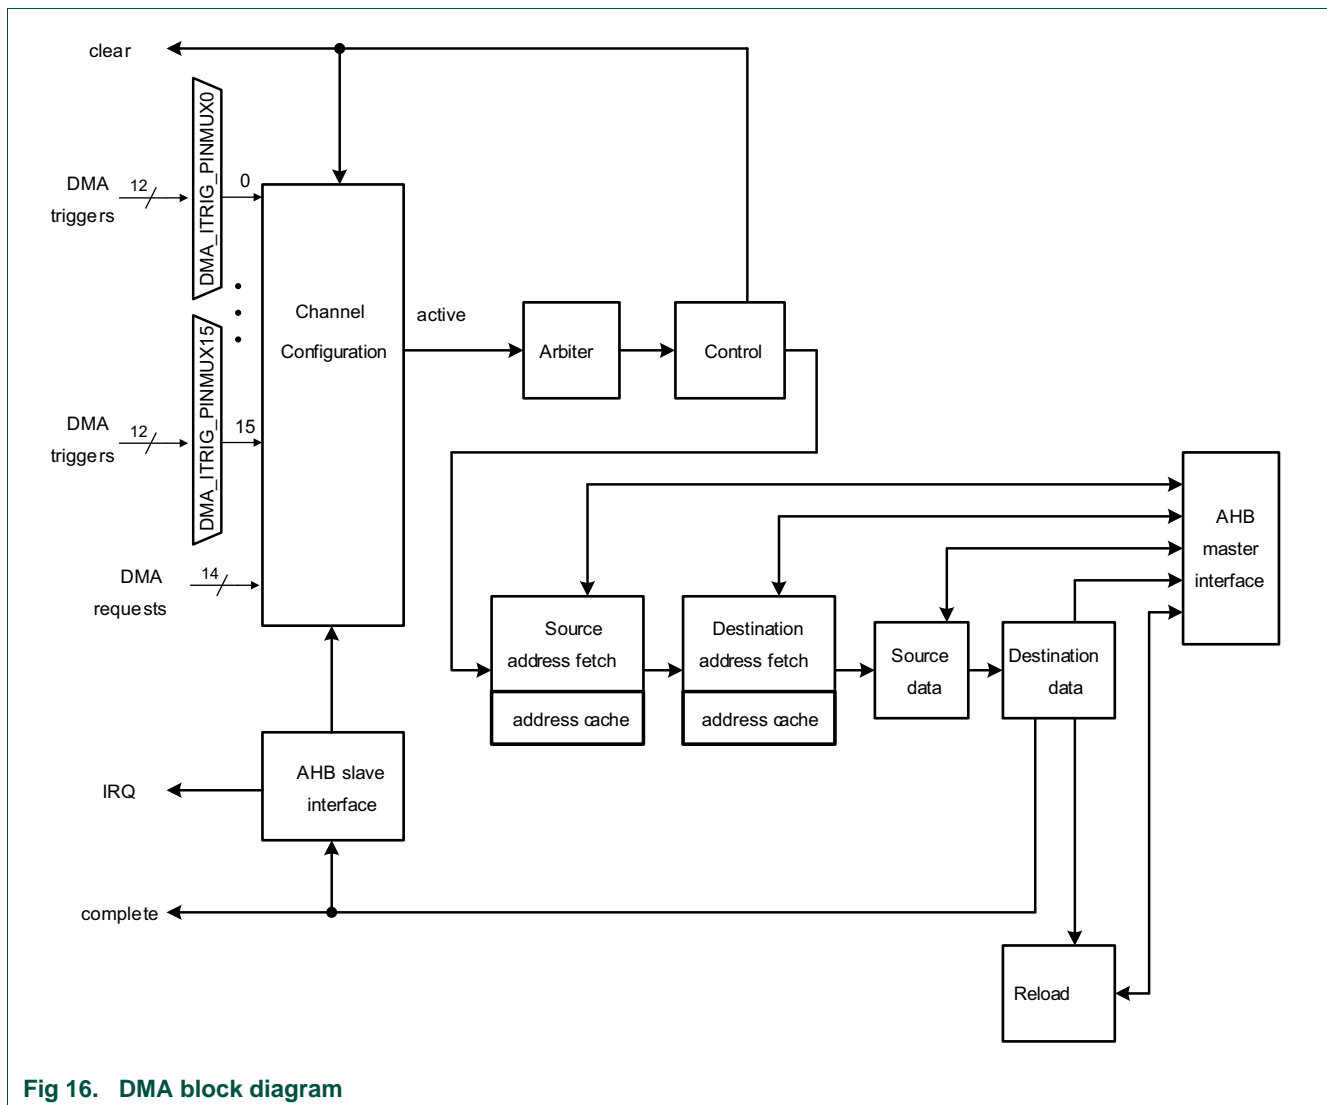 clear
DMA_ITRIG_PINMUX0
DMA
triggers
12
0
Channel
Configuration
active
Arbiter
Control
DMA_ITRIG_PINMUX15
DMA
triggers
12
15
DMA
requests
14
AHB
master
interface
Source
address fetch
address cache
Destination
address fetch
address cache
Source
data
Destination
data
AHB slave
interface
IRQ
complete
Reload
Fig 16. DMA block diagram